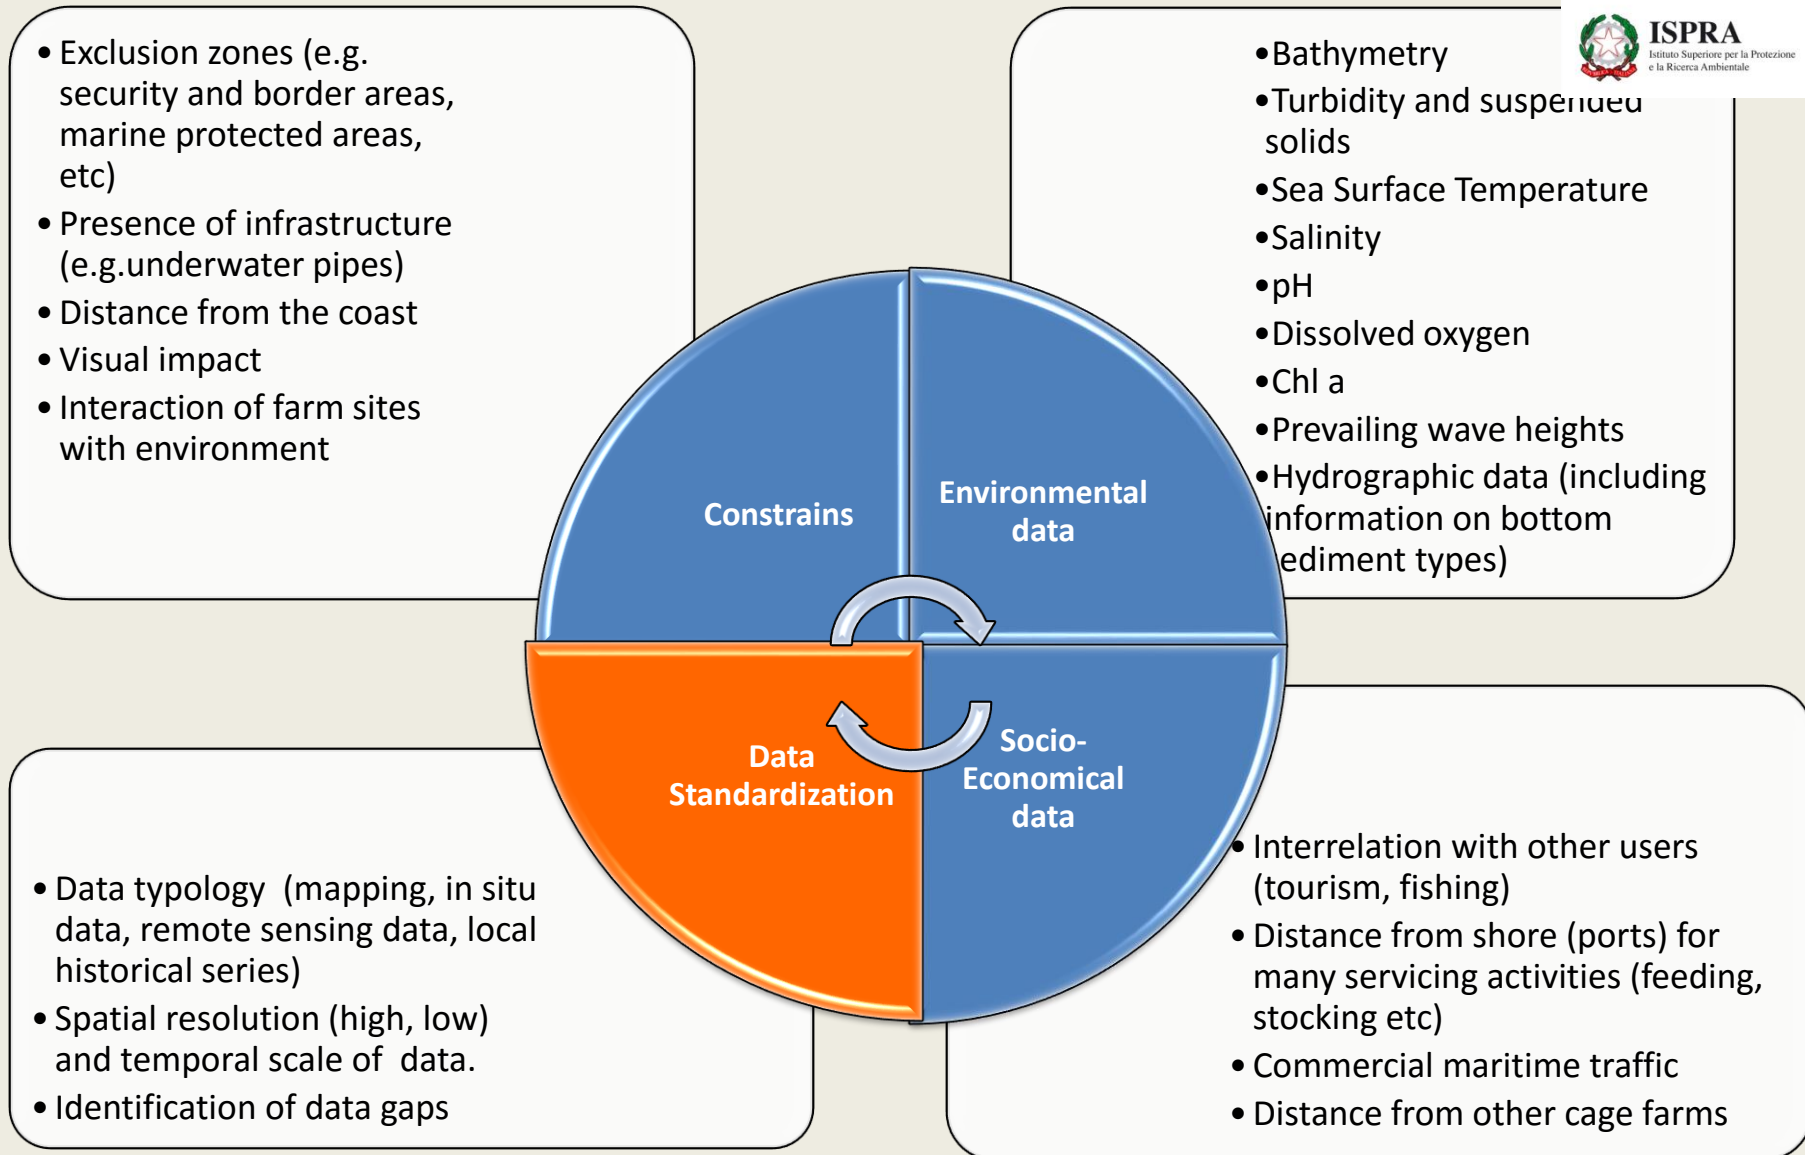 • Exclusion zones (e.g.
security and border areas,
marine protected areas,
etc)
• Presence of infrastructure
(e.g.underwater pipes)
• Distance from the coast
• Visual impact
• Interaction of farm sites
with environment
ISPRA
Istituto Superiore per la Protezione
e la Ricerca Ambientale
•Bathymetry
•Turbidity and suspended
solids
•Sea Surface Temperature
•Salinity
•pH
•Dissolved oxygen
•Chl a
•Prevailing wave heights
•Hydrographic data (including
information on bottom
ediment types)
Constrains
Environmental
data
Data
Standardization
Socio-
Economical
data
• Data typology (mapping, in situ
data, remote sensing data, local
historical series)
• Spatial resolution (high, low)
and temporal scale of data.
• Identification of data gaps
• Interrelation with other users
(tourism, fishing)
• Distance from shore (ports) for
many servicing activities (feeding,
stocking etc)
• Commercial maritime traffic
• Distance from other cage farms